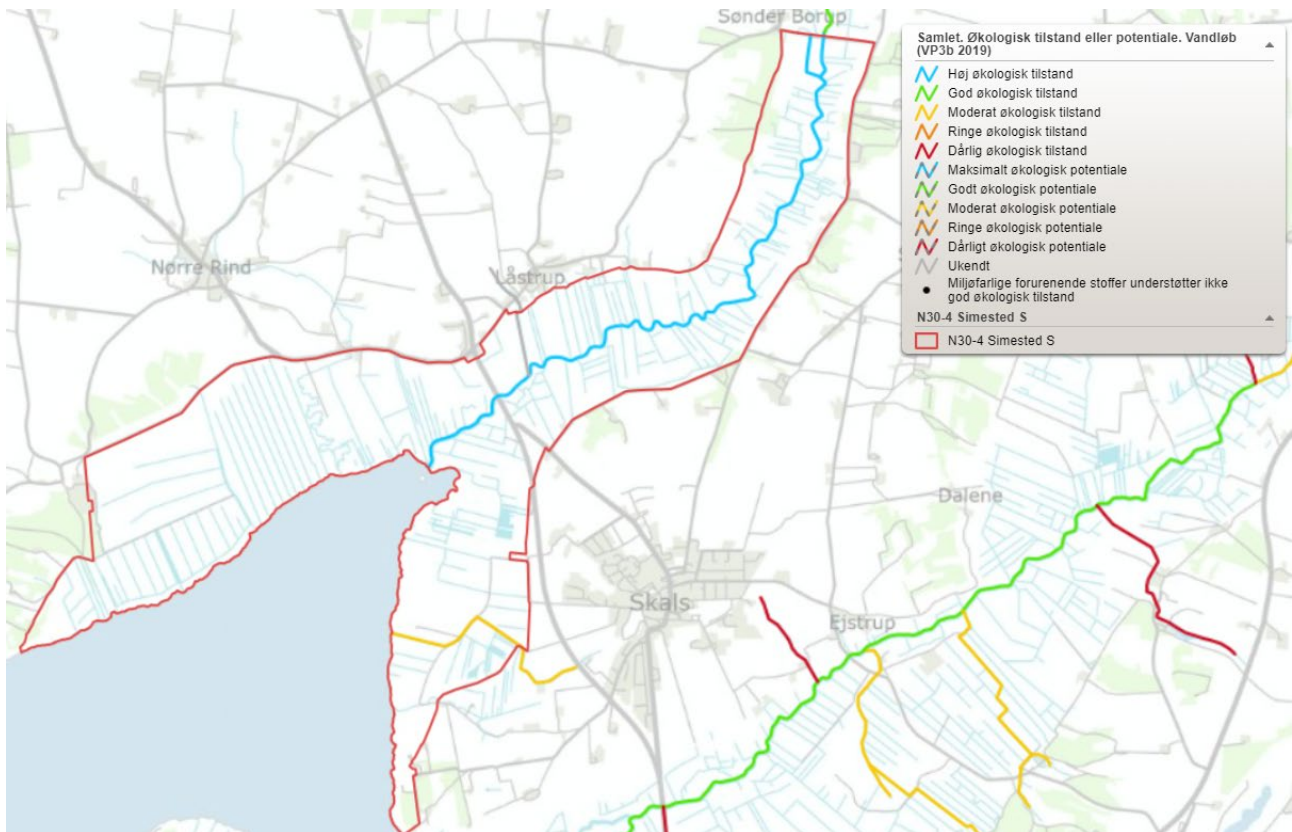 Sønder Borup
Samlet. Økologisk tilstand eller potentiale. Vandløb
(VP3b 2019)
Høj økologisk tilstand
God økologisk tilstand
Moderat økologisk tilstand
Ringe økologisk tilstand
Dårlig økologisk tilstand
Maksimalt økologisk potentiale
Godt økologisk potentiale
Moderat økologisk potentiale
Ringe økologisk potentiale
Dårligt økologisk potentiale
Ukendt
Miljøfarlige forurenende stoffer understøtter ikke
god økologisk tilstand
N30-4 Simested S
N30-4 Simested S
Nørre Rind
Låstrup
Dalene
Skals
Ejstrup